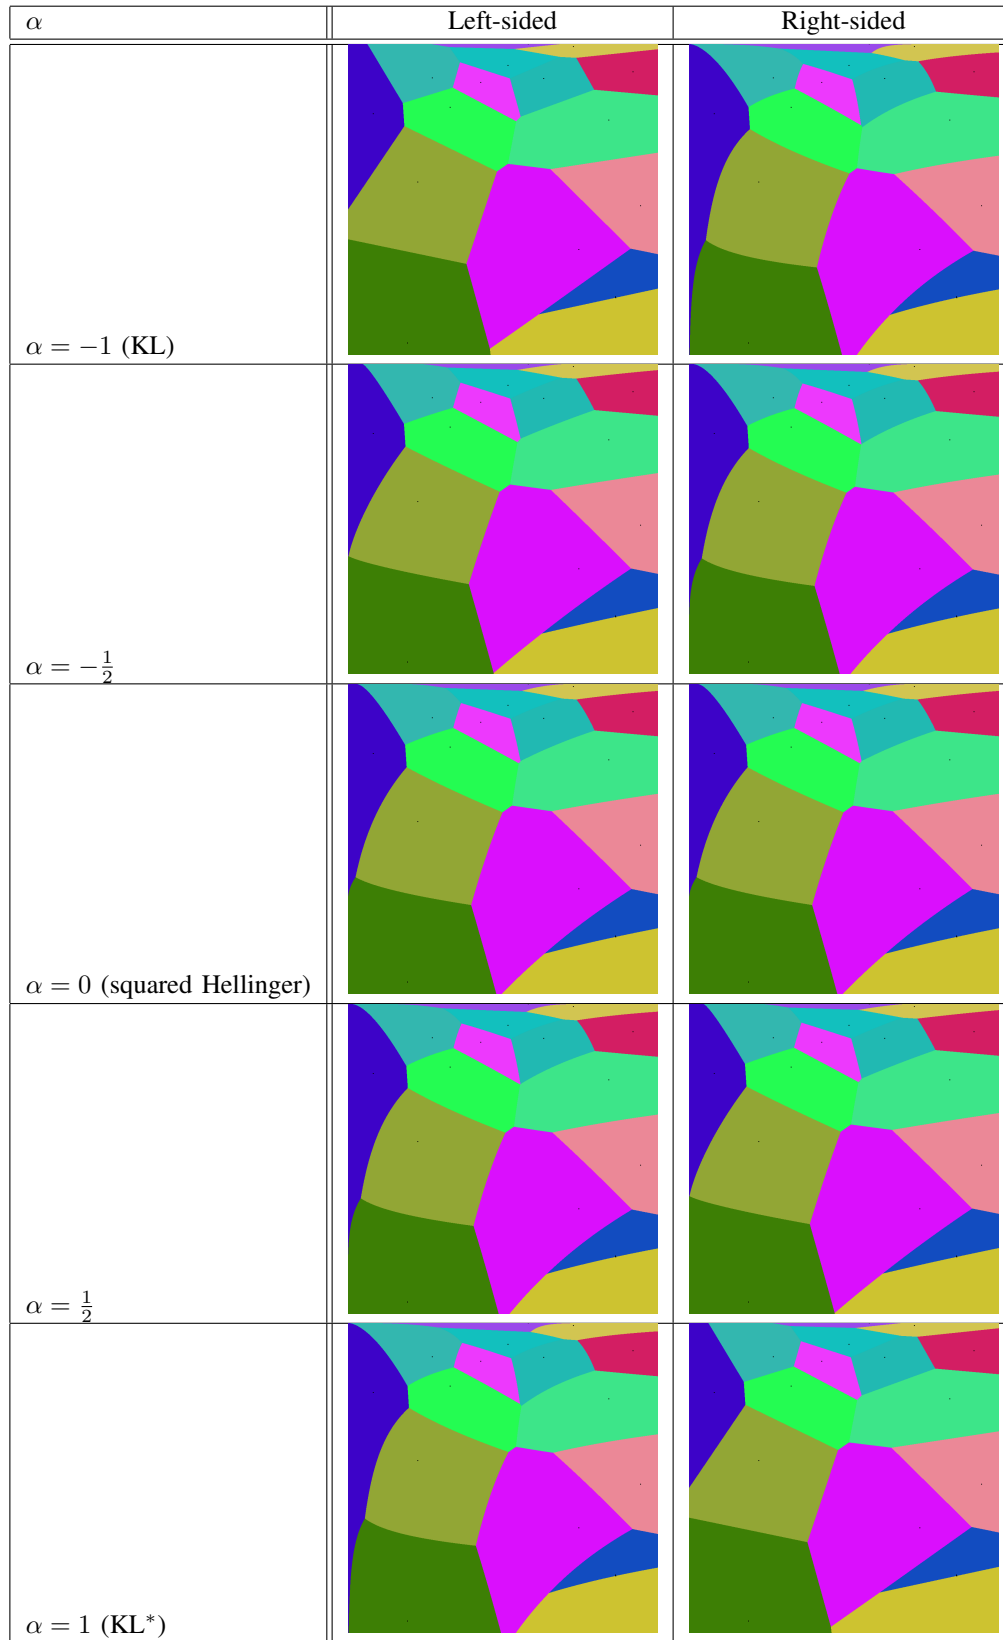 α Left-sided Right-sided
α = −1 (KL)
α = −1/2
α = 0 (squared Hellinger)
α = 1/2
α = 1 (KL*)